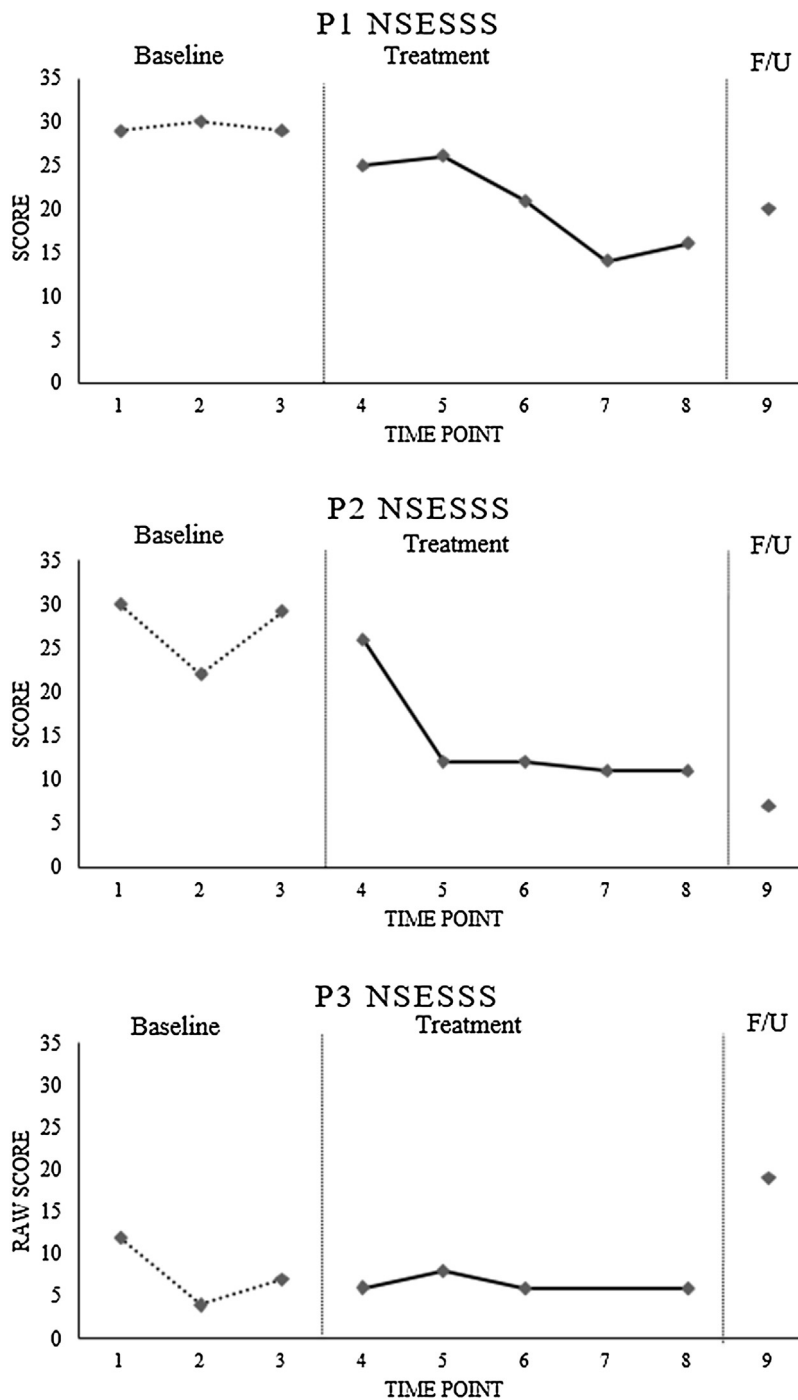 P1 NSESSS
Baseline Treatment F/U
35
30
25
20
15
10
5
0
SCORE
1 2 3 4 5 6 7 8 9
TIME POINT
P2 NSESSS
Baseline Treatment F/U
35
30
25
20
15
10
5
0
SCORE
1 2 3 4 5 6 7 8 9
TIME POINT
P3 NSESSS
Baseline Treatment F/U
35
30
25
20
15
10
5
0
RAW SCORE
1 2 3 4 5 6 7 8 9
TIME POINT